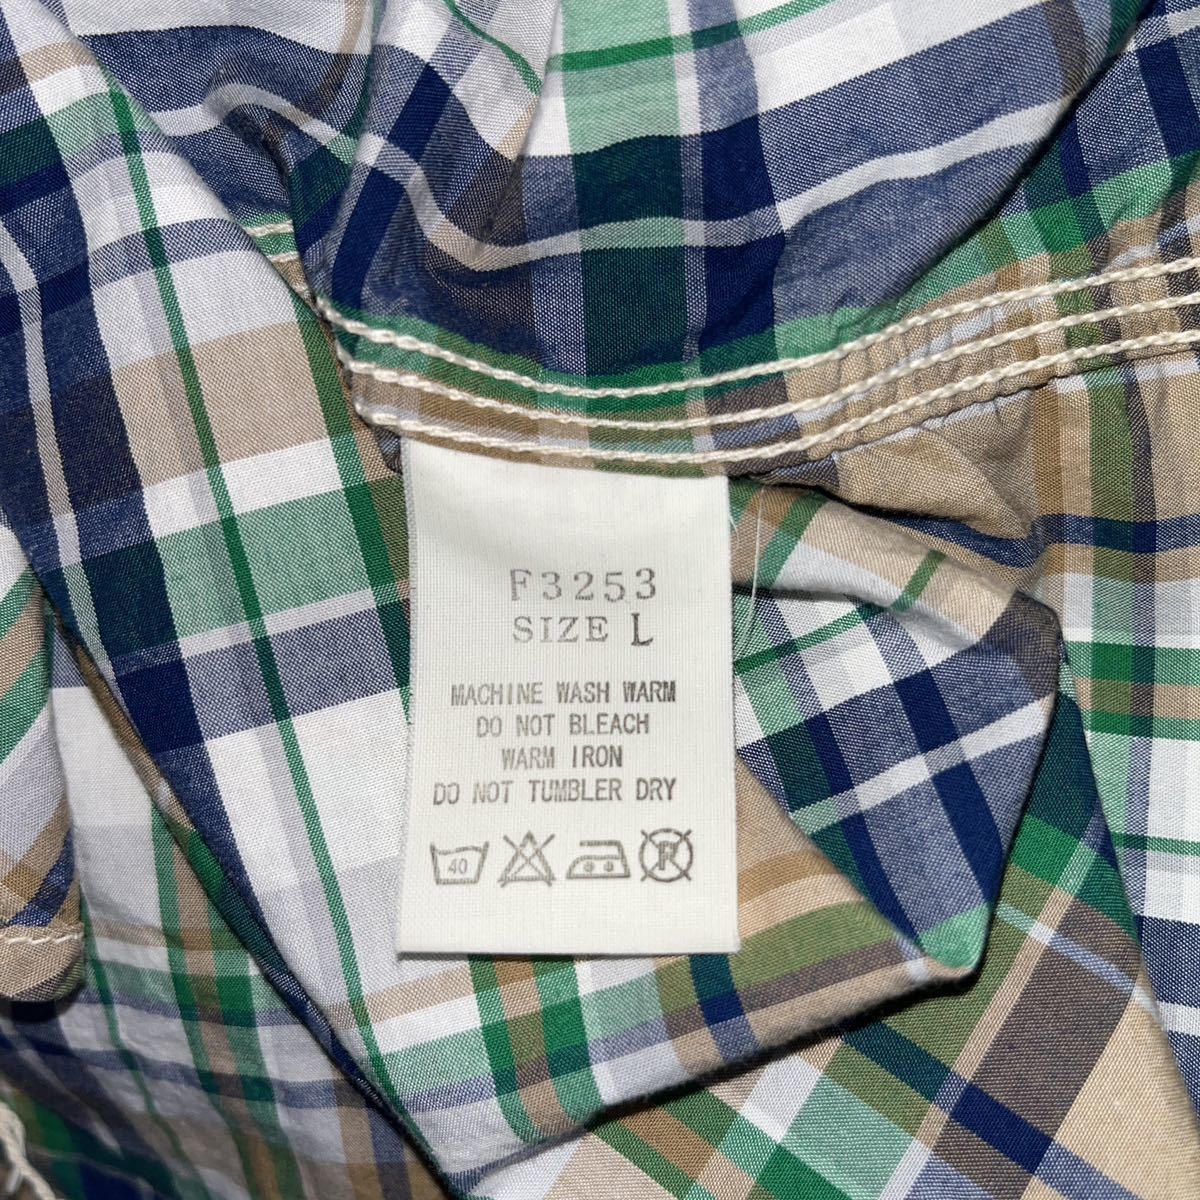 F3253
SIZE L
MACHINE WASH WARM
DO NOT BLEACH
WARM IRON
DO NOT TUMBLER DRY
40 F